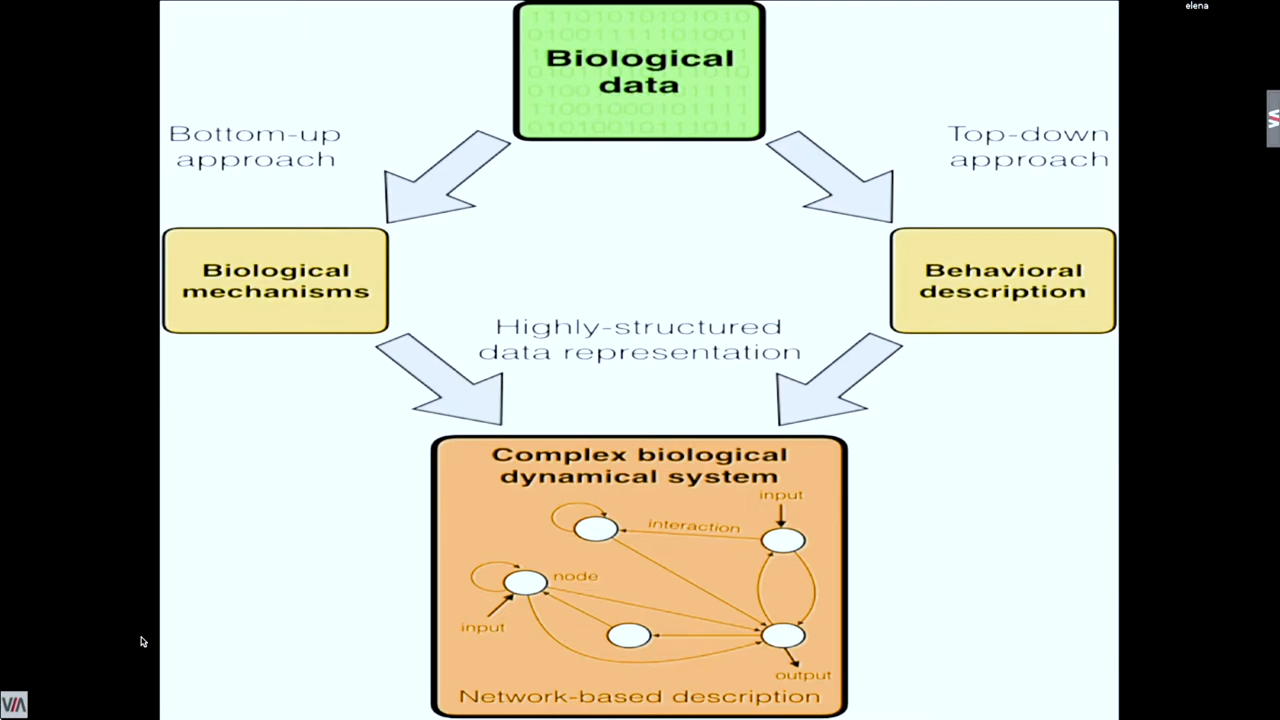 elena
Biological
data
Bottom-up
approach
Top-down
approach
Biological
mechanisms
Behavioral
description
Highly-structured
data representation
Complex biological
dynamical system
input
interaction
node
input
output
Network-based description
VIA